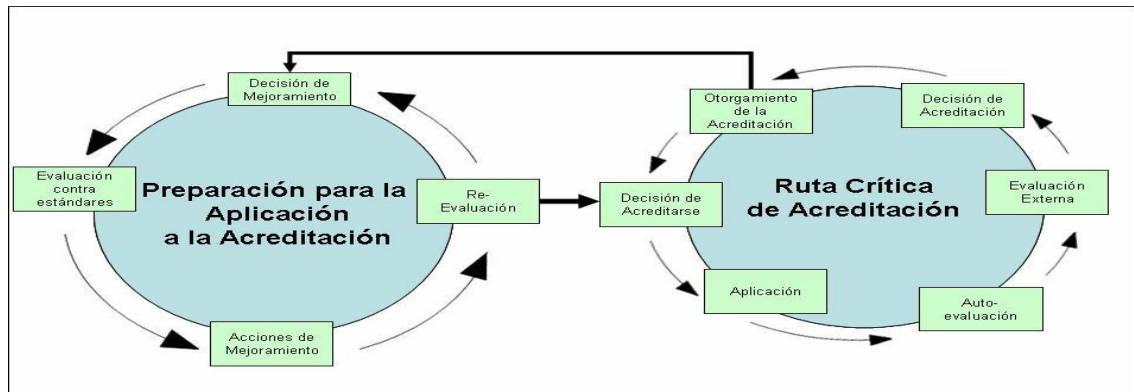 Decisión de
Mejoramiento
Evaluación
contra
estándares
Preparación para la
Aplicación
a la Acreditación
Re-
Evaluación
Acciones de
Mejoramiento
Otorgamiento
de la
Acreditación
Decisión de
Acreditación
Decisión de
Acreditarse
Ruta Crítica
de Acreditación
Evaluación
Externa
Aplicación
Auto-
evaluación